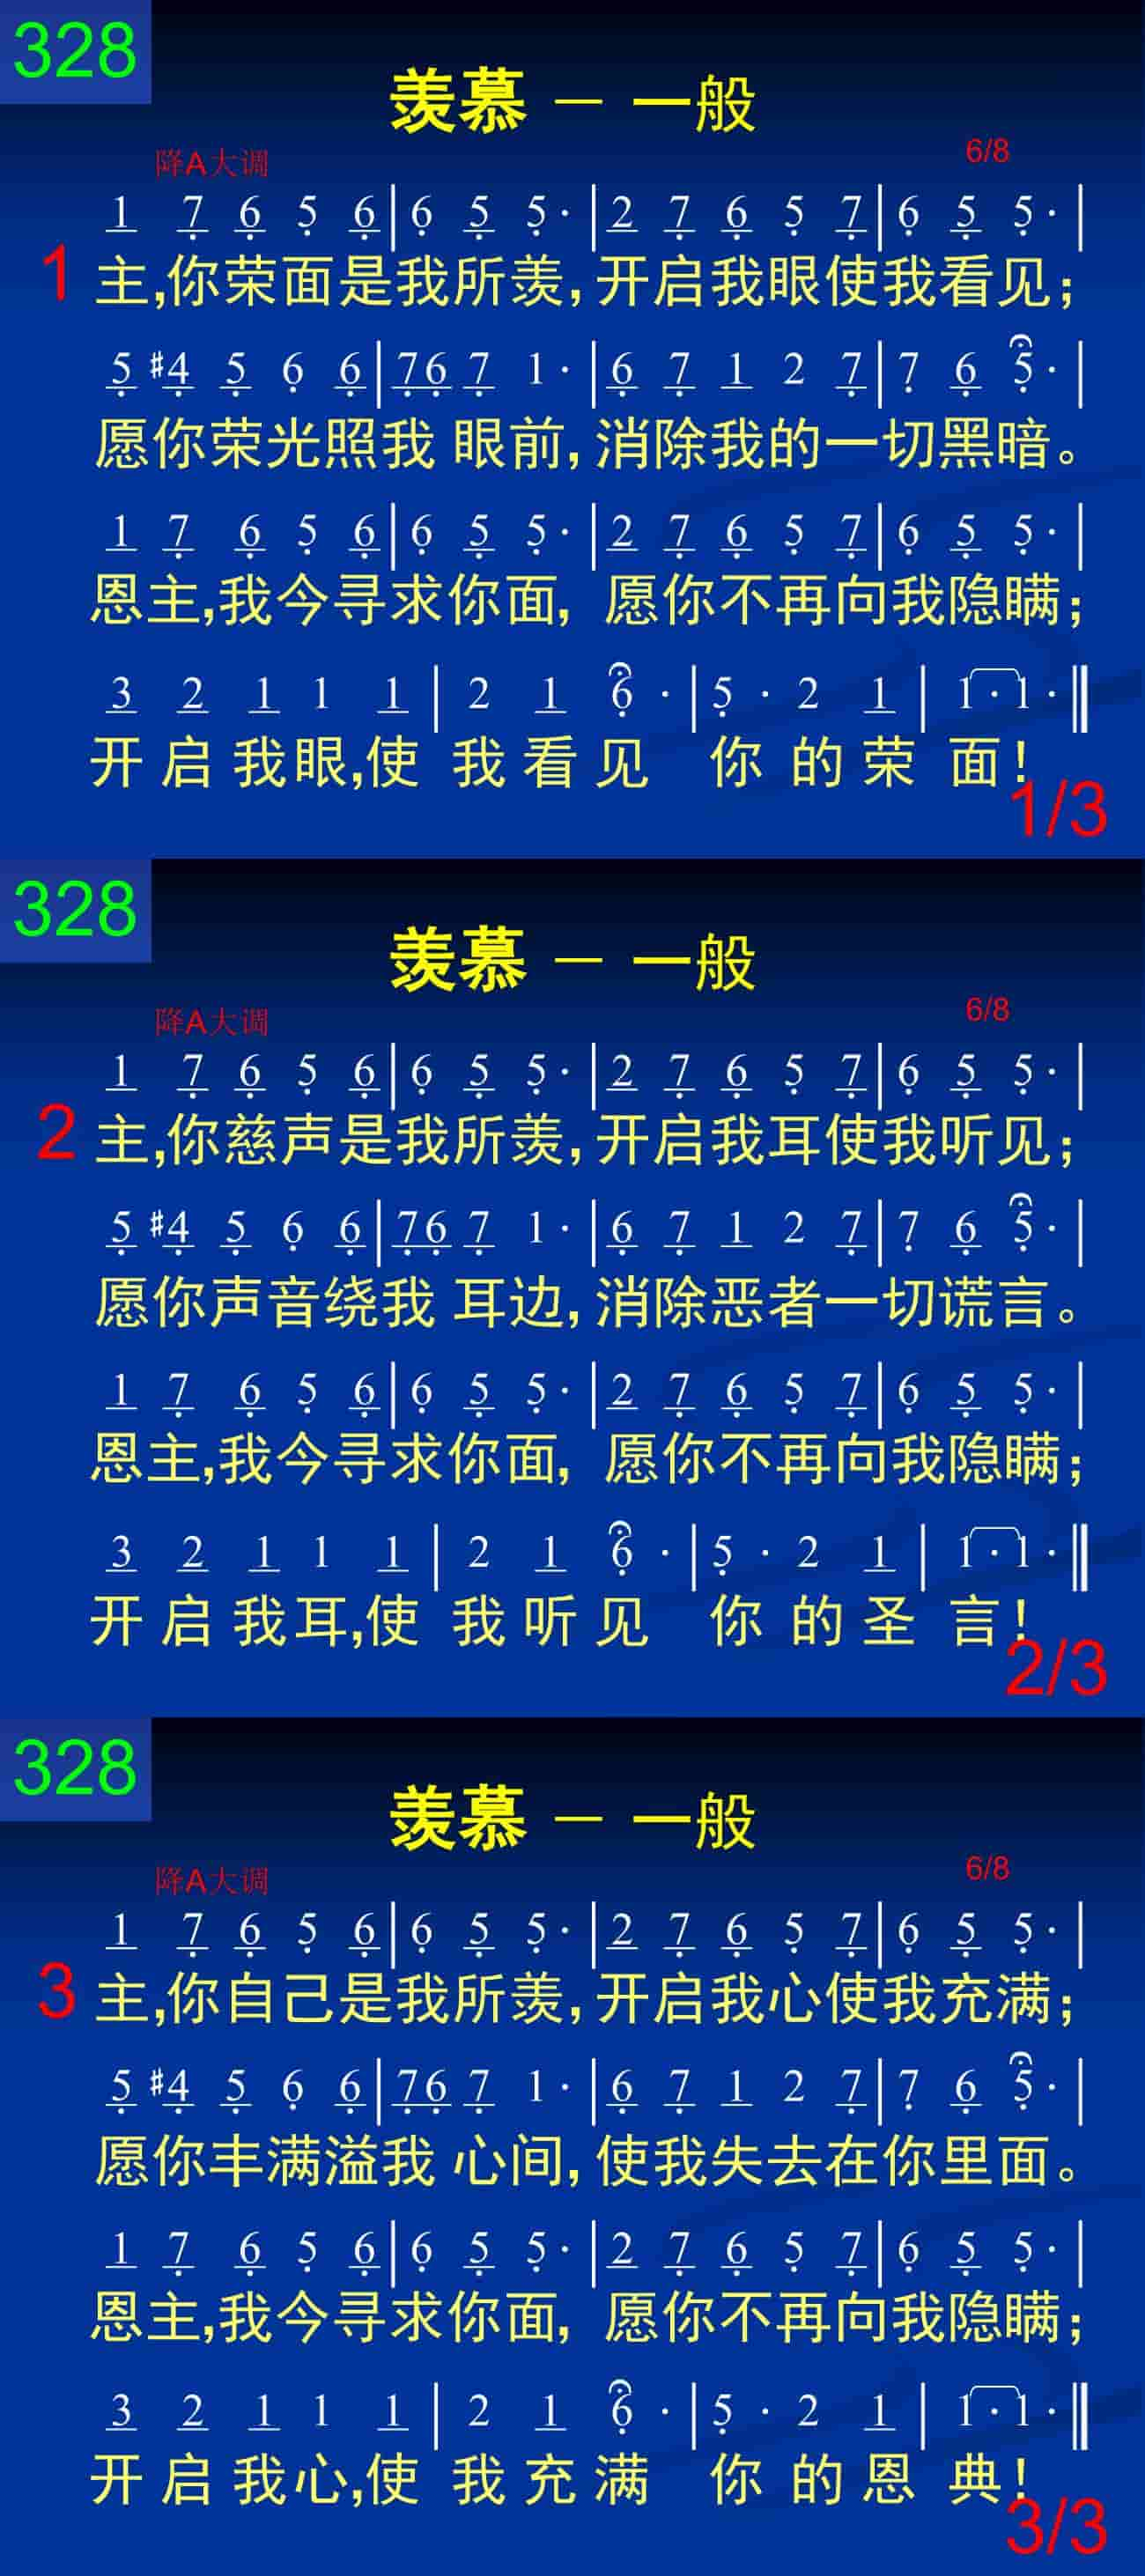 328
羡慕 － 一般
降A大调 6/8
1 7 6 5 6 | 6 5 5 · | 2 7 6 5 7 | 6 5 5 · |
1 主,你荣面是我所羡,开启我眼使我看见;
5 #4 5 6 6 | 76 7 1 · | 6 7 1 2 7 | 7 6 5 · |
愿你荣光照我 眼前,消除我的一切黑暗。
1 7 6 5 6 | 6 5 5 · | 2 7 6 5 7 | 6 5 5 · |
恩主,我今寻求你面, 愿你不再向我隐瞒;
3 2 1 1 1 | 2 1 6 · | 5 · 2 1 | 1 · 1 · ‖
开 启 我 眼,使 我 看 见 你 的 荣 面!
1/3
328
羡慕 － 一般
降A大调 6/8
1 7 6 5 6 | 6 5 5 · | 2 7 6 5 7 | 6 5 5 · |
2 主,你慈声是我所羡,开启我耳使我听见;
5 #4 5 6 6 | 76 7 1 · | 6 7 1 2 7 | 7 6 5 · |
愿你声音绕我 耳边,消除恶者一切谎言。
1 7 6 5 6 | 6 5 5 · | 2 7 6 5 7 | 6 5 5 · |
恩主,我今寻求你面, 愿你不再向我隐瞒;
3 2 1 1 1 | 2 1 6 · | 5 · 2 1 | 1 · 1 · ‖
开 启 我 耳,使 我 听 见 你 的 圣 言!
2/3
328
羡慕 － 一般
降A大调 6/8
1 7 6 5 6 | 6 5 5 · | 2 7 6 5 7 | 6 5 5 · |
3 主,你自己是我所羡,开启我心使我充满;
5 #4 5 6 6 | 76 7 1 · | 6 7 1 2 7 | 7 6 5 · |
愿你丰满溢我 心间,使我失去在你里面。
1 7 6 5 6 | 6 5 5 · | 2 7 6 5 7 | 6 5 5 · |
恩主,我今寻求你面, 愿你不再向我隐瞒;
3 2 1 1 1 | 2 1 6 · | 5 · 2 1 | 1 · 1 · ‖
开 启 我 心,使 我 充 满 你 的 恩 典!
3/3